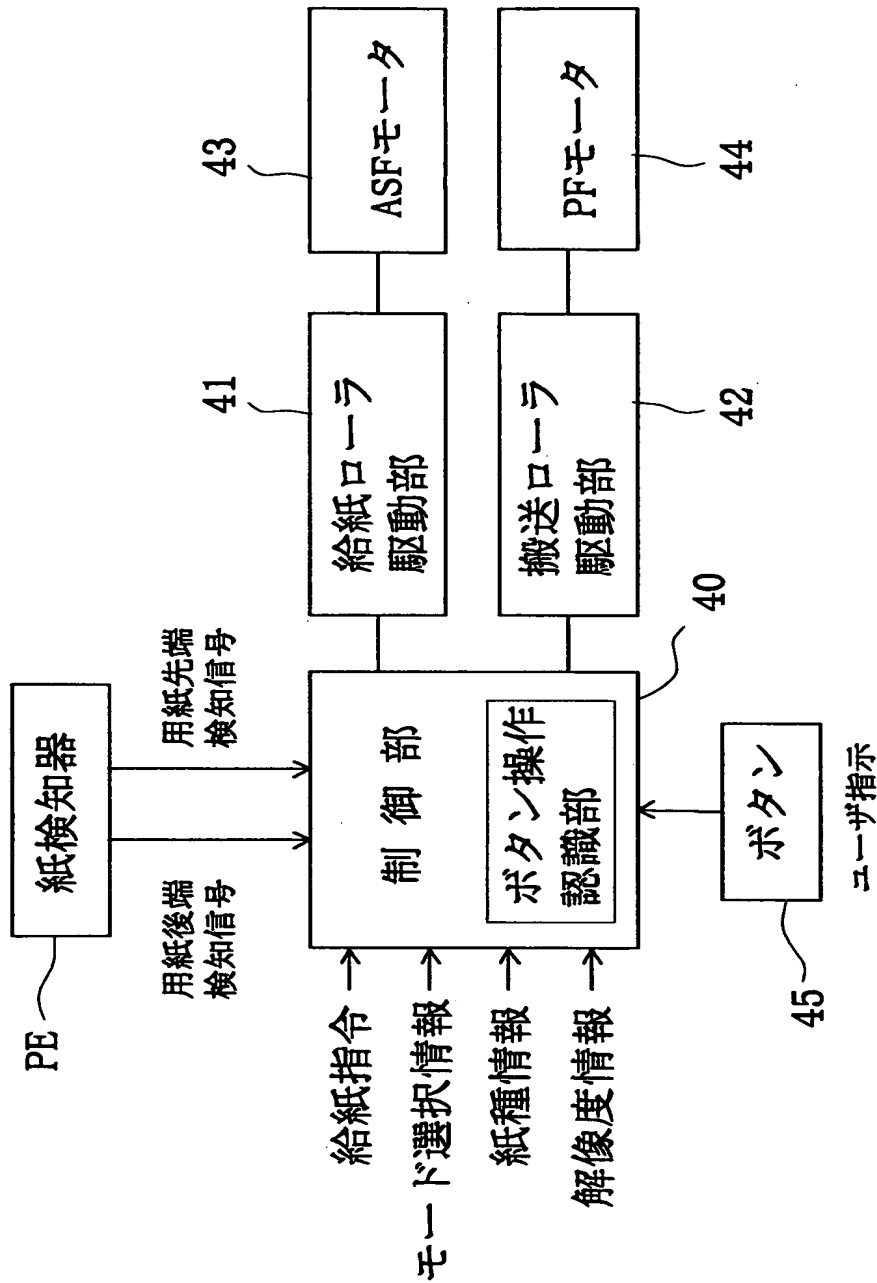 PE
紙検知器
用紙後端
検知信号
用紙先端
検知信号
給紙指令
モード選択情報
紙種情報
解像度情報
制御部
ボタン操作
認識部
40
41
給紙ローラ
駆動部
43
ASFモータ
搬送ローラ
駆動部
42
PFモータ
44
45
ボタン
ユーザ指示